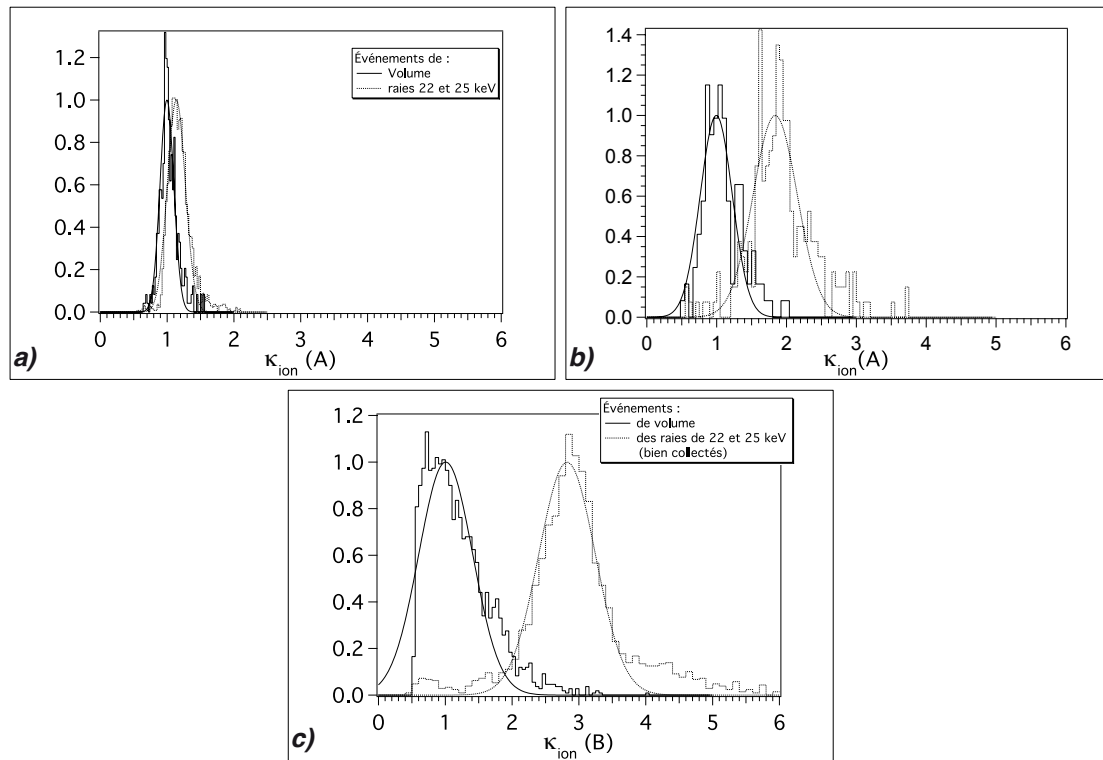 1.2
1.0
0.8
0.6
0.4
0.2
0.0
0 1 2 3 4 5 6
Événements de :
Volume
raies 22 et 25 keV
κion (A)
a)
1.4
1.2
1.0
0.8
0.6
0.4
0.2
0.0
0 1 2 3 4 5 6
κion (A)
b)
1.2
1.0
0.8
0.6
0.4
0.2
0.0
0 1 2 3 4 5 6
Événements :
de volume
des raies de 22 et 25 keV
(bien collectés)
κion (B)
c)